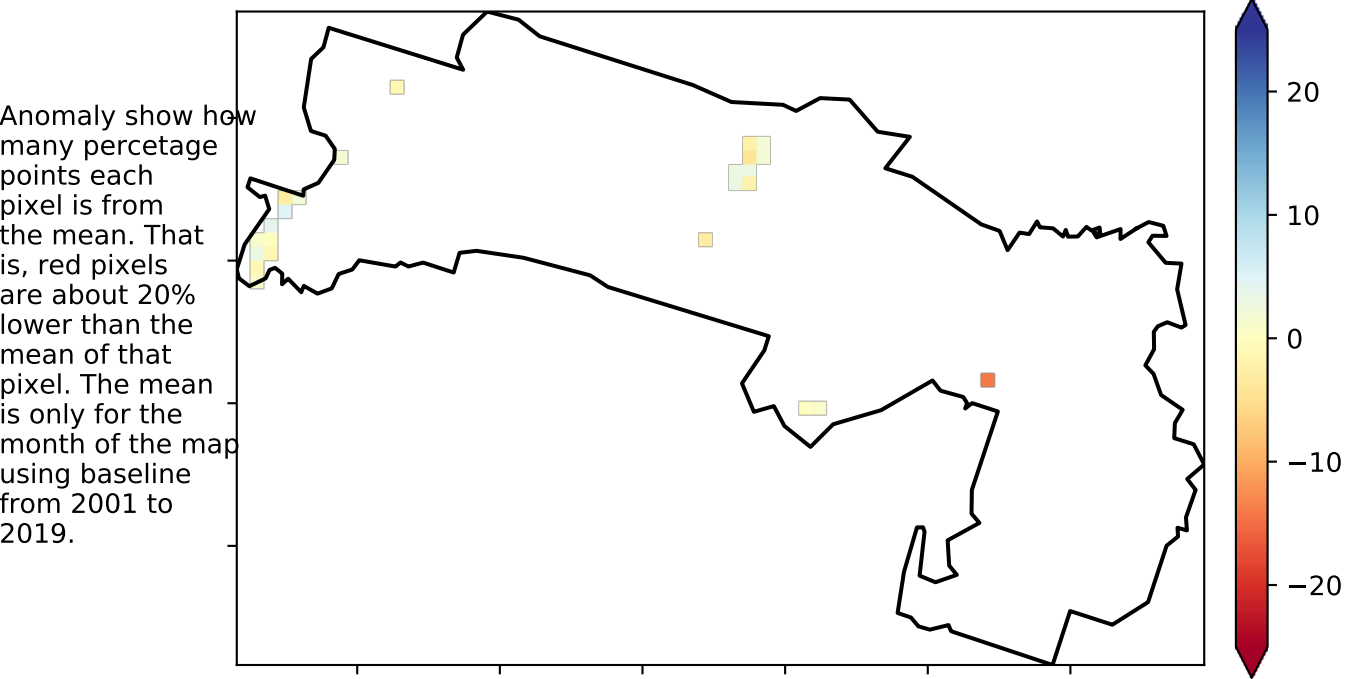 Anomaly show how
many percetage
points each
pixel is from
the mean. That
is, red pixels
are about 20%
lower than the
mean of that
pixel. The mean
is only for the
month of the map
using baseline
from 2001 to
2019.
20
10
0
−10
−20